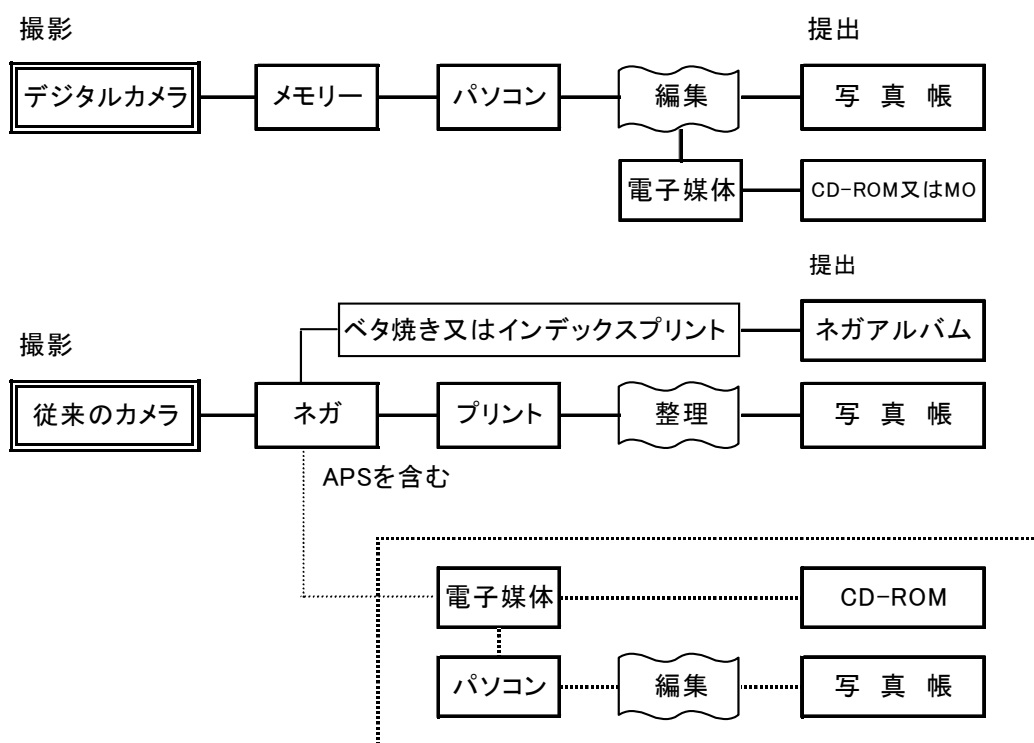 撮影
提出
デジタルカメラ
メモリー
パソコン
編集
写 真 帳
電子媒体
CD-ROM又はMO
提出
ベタ焼き又はインデックスプリント
ネガアルバム
撮影
従来のカメラ
ネガ
プリント
整理
写 真 帳
APSを含む
電子媒体
CD-ROM
パソコン
編集
写 真 帳